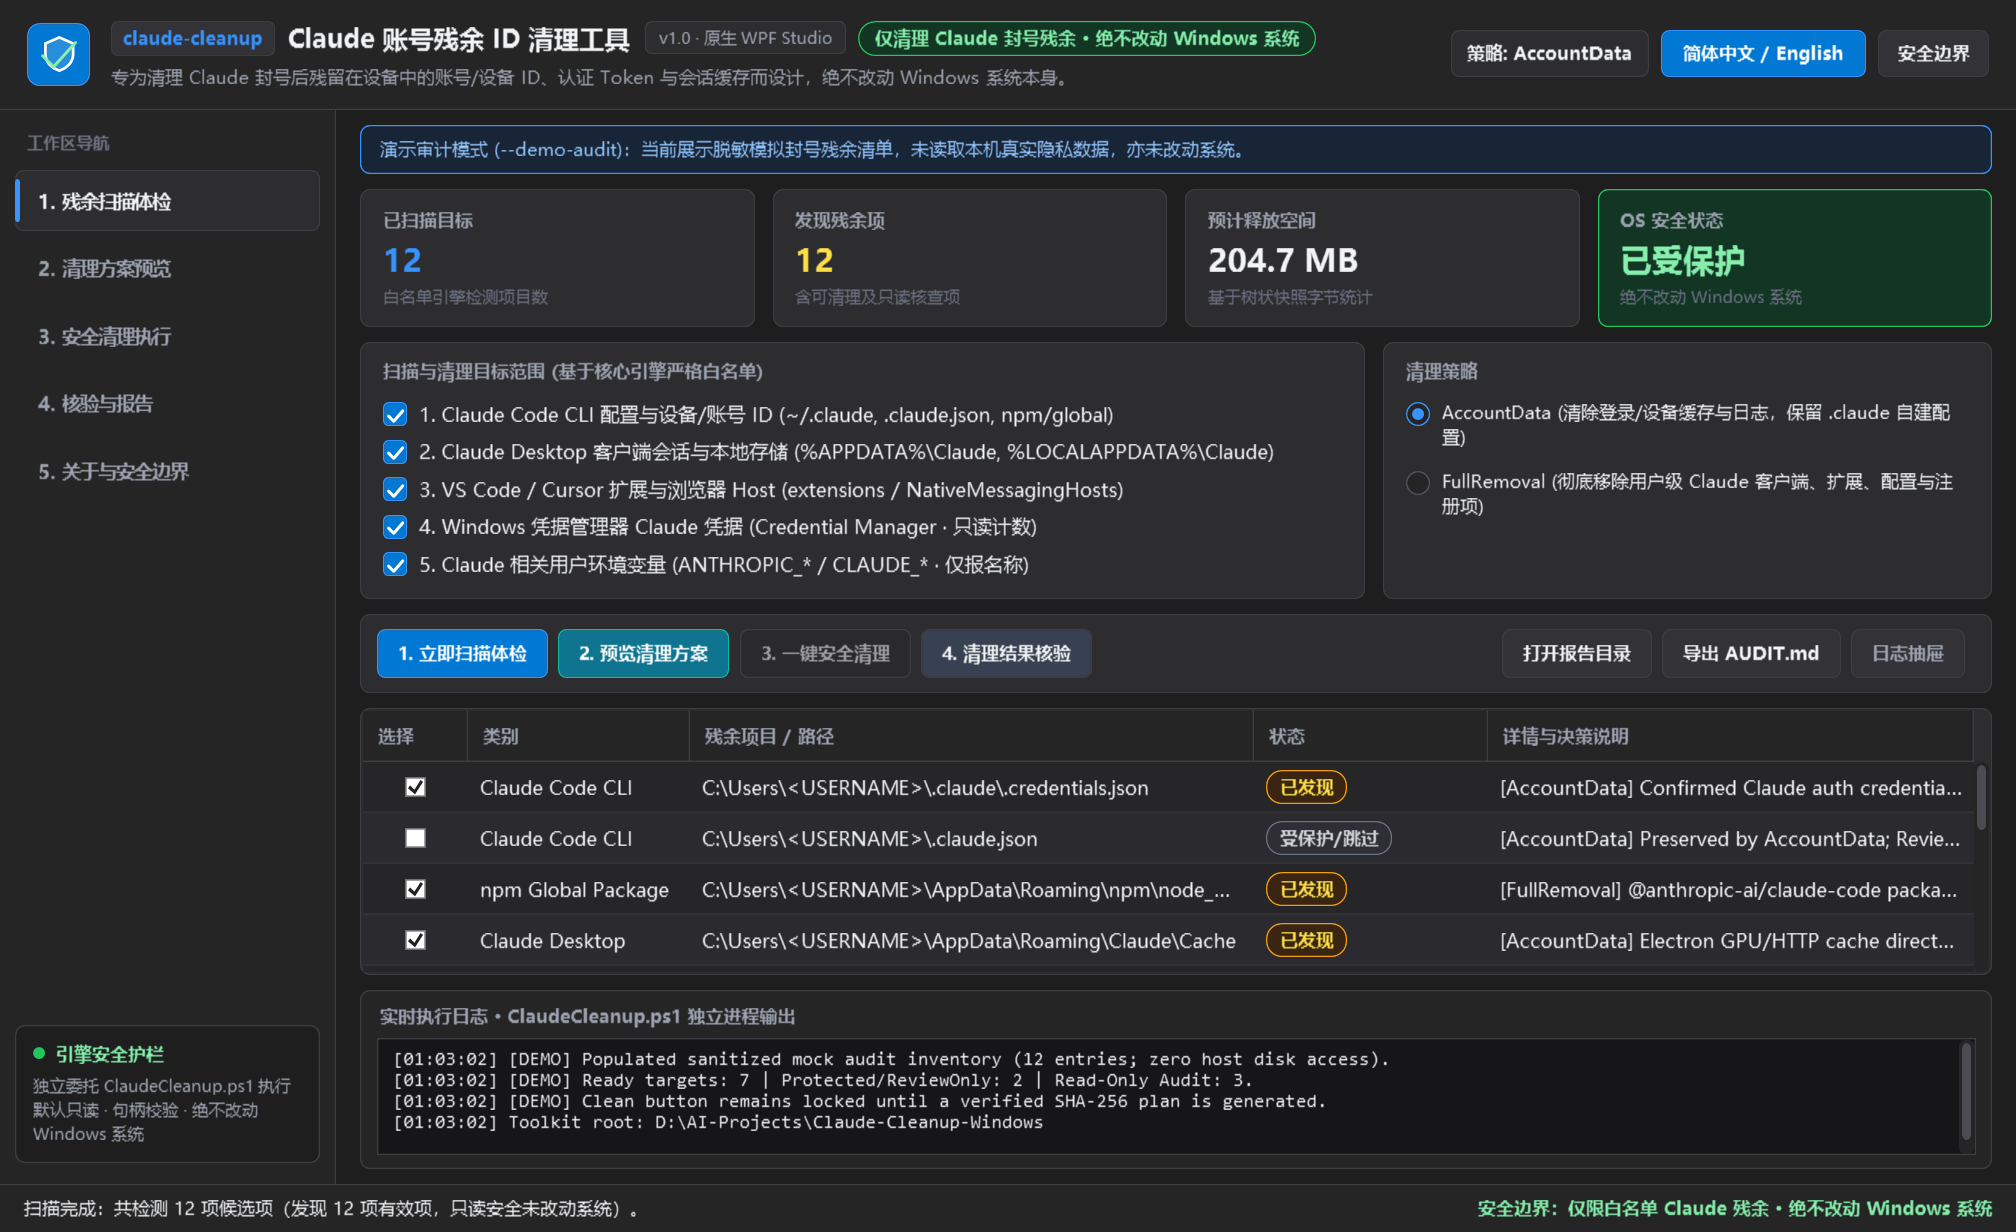 claude-cleanup
Claude 账号残余 ID 清理工具
v1.0 · 原生 WPF Studio
仅清理 Claude 封号残余 • 绝不改动 Windows 系统
专为清理 Claude 封号后残留在设备中的账号/设备 ID、认证 Token 与会话缓存而设计，绝不改动 Windows 系统本身。
策略: AccountData
简体中文 / English
安全边界
工作区导航
1. 残余扫描体检
2. 清理方案预览
3. 安全清理执行
4. 核验与报告
5. 关于与安全边界
引擎安全护栏
独立委托 ClaudeCleanup.ps1 执行
默认只读 · 句柄校验 · 绝不改动
Windows 系统
演示审计模式 (--demo-audit)：当前展示脱敏模拟封号残余清单，未读取本机真实隐私数据，亦未改动系统。
已扫描目标
12
白名单引擎检测项目数
发现残余项
12
含可清理及只读核查项
预计释放空间
204.7 MB
基于树状快照字节统计
OS 安全状态
已受保护
绝不改动 Windows 系统
扫描与清理目标范围 (基于核心引擎严格白名单)
1. Claude Code CLI 配置与设备/账号 ID (~/.claude, .claude.json, npm/global)
2. Claude Desktop 客户端会话与本地存储 (%APPDATA%\Claude, %LOCALAPPDATA%\Claude)
3. VS Code / Cursor 扩展与浏览器 Host (extensions / NativeMessagingHosts)
4. Windows 凭据管理器 Claude 凭据 (Credential Manager · 只读计数)
5. Claude 相关用户环境变量 (ANTHROPIC_* / CLAUDE_* · 仅报名称)
清理策略
AccountData (清除登录/设备缓存与日志，保留 .claude 自建配
置)
FullRemoval (彻底移除用户级 Claude 客户端、扩展、配置与注
册项)
1. 立即扫描体检
2. 预览清理方案
3. 一键安全清理
4. 清理结果核验
打开报告目录
导出 AUDIT.md
日志抽屉
选择
类别
残余项目 / 路径
状态
详情与决策说明
Claude Code CLI
C:\Users\<USERNAME>\.claude\.credentials.json
已发现
[AccountData] Confirmed Claude auth credentia...
Claude Code CLI
C:\Users\<USERNAME>\.claude.json
受保护/跳过
[AccountData] Preserved by AccountData; Revie...
npm Global Package
C:\Users\<USERNAME>\AppData\Roaming\npm\node_...
已发现
[FullRemoval] @anthropic-ai/claude-code packa...
Claude Desktop
C:\Users\<USERNAME>\AppData\Roaming\Claude\Cache
已发现
[AccountData] Electron GPU/HTTP cache direct...
实时执行日志 • ClaudeCleanup.ps1 独立进程输出
[01:03:02] [DEMO] Populated sanitized mock audit inventory (12 entries; zero host disk access).
[01:03:02] [DEMO] Ready targets: 7 | Protected/ReviewOnly: 2 | Read-Only Audit: 3.
[01:03:02] [DEMO] Clean button remains locked until a verified SHA-256 plan is generated.
[01:03:02] Toolkit root: D:\AI-Projects\Claude-Cleanup-Windows
扫描完成：共检测 12 项候选项（发现 12 项有效项，只读安全未改动系统）。
安全边界：仅限白名单 Claude 残余 • 绝不改动 Windows 系统